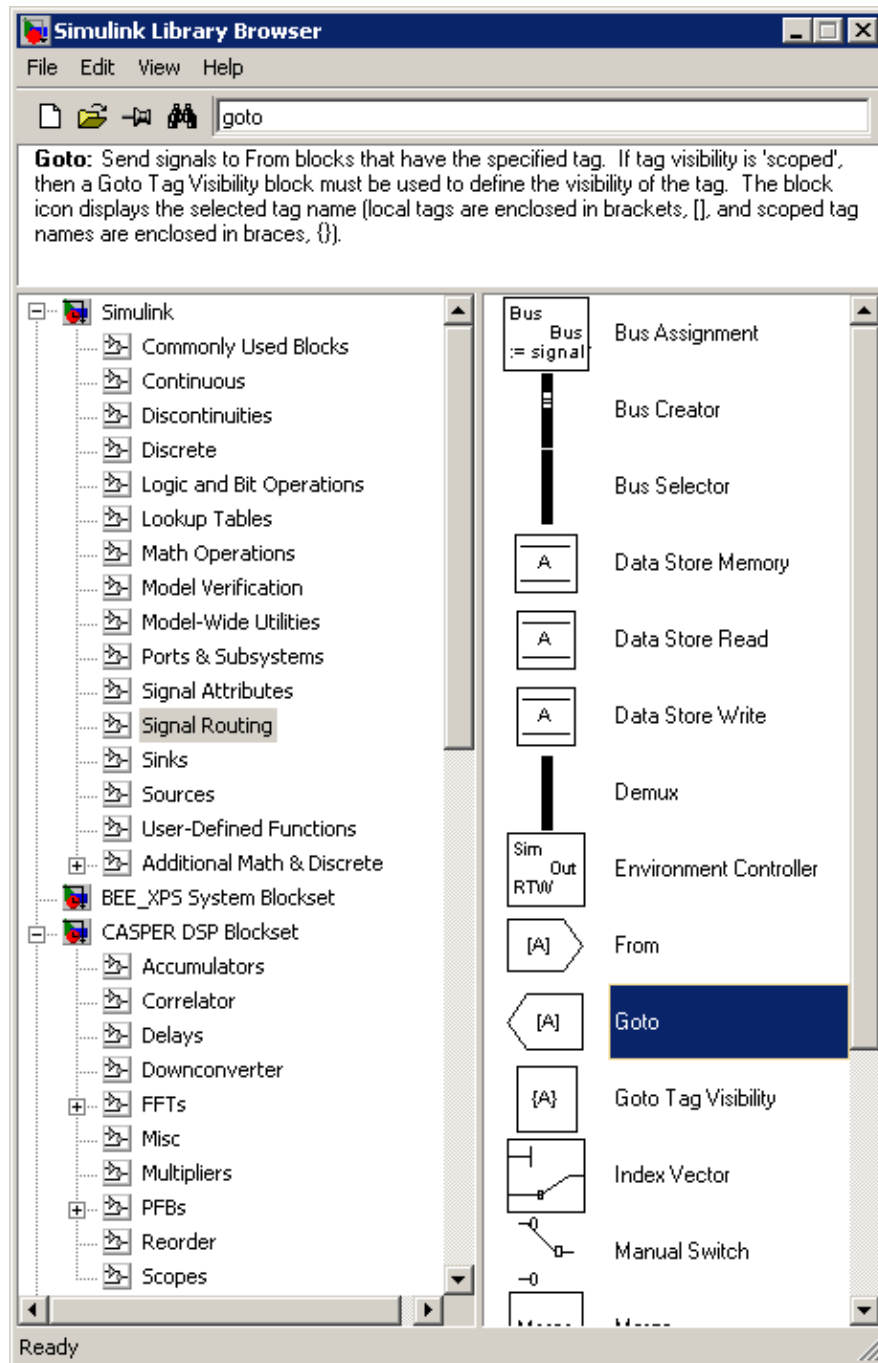 Simulink Library Browser
File Edit View Help
goto
Goto: Send signals to From blocks that have the specified tag. If tag visibility is 'scoped',
then a Goto Tag Visibility block must be used to define the visibility of the tag. The block
icon displays the selected tag name (local tags are enclosed in brackets, [], and scoped tag
names are enclosed in braces, {}).
Simulink
Commonly Used Blocks
Continuous
Discontinuities
Discrete
Logic and Bit Operations
Lookup Tables
Math Operations
Model Verification
Model-Wide Utilities
Ports & Subsystems
Signal Attributes
Signal Routing
Sinks
Sources
User-Defined Functions
Additional Math & Discrete
BEE_XPS System Blockset
CASPER DSP Blockset
Accumulators
Correlator
Delays
Downconverter
FFTs
Misc
Multipliers
PFBs
Reorder
Scopes
Bus
Bus
:= signal
Bus Assignment
Bus Creator
Bus Selector
A
Data Store Memory
A
Data Store Read
A
Data Store Write
Demux
Sim
Out
RTW
Environment Controller
[A]
From
[A]
Goto
{A}
Goto Tag Visibility
Index Vector
Manual Switch
Ready